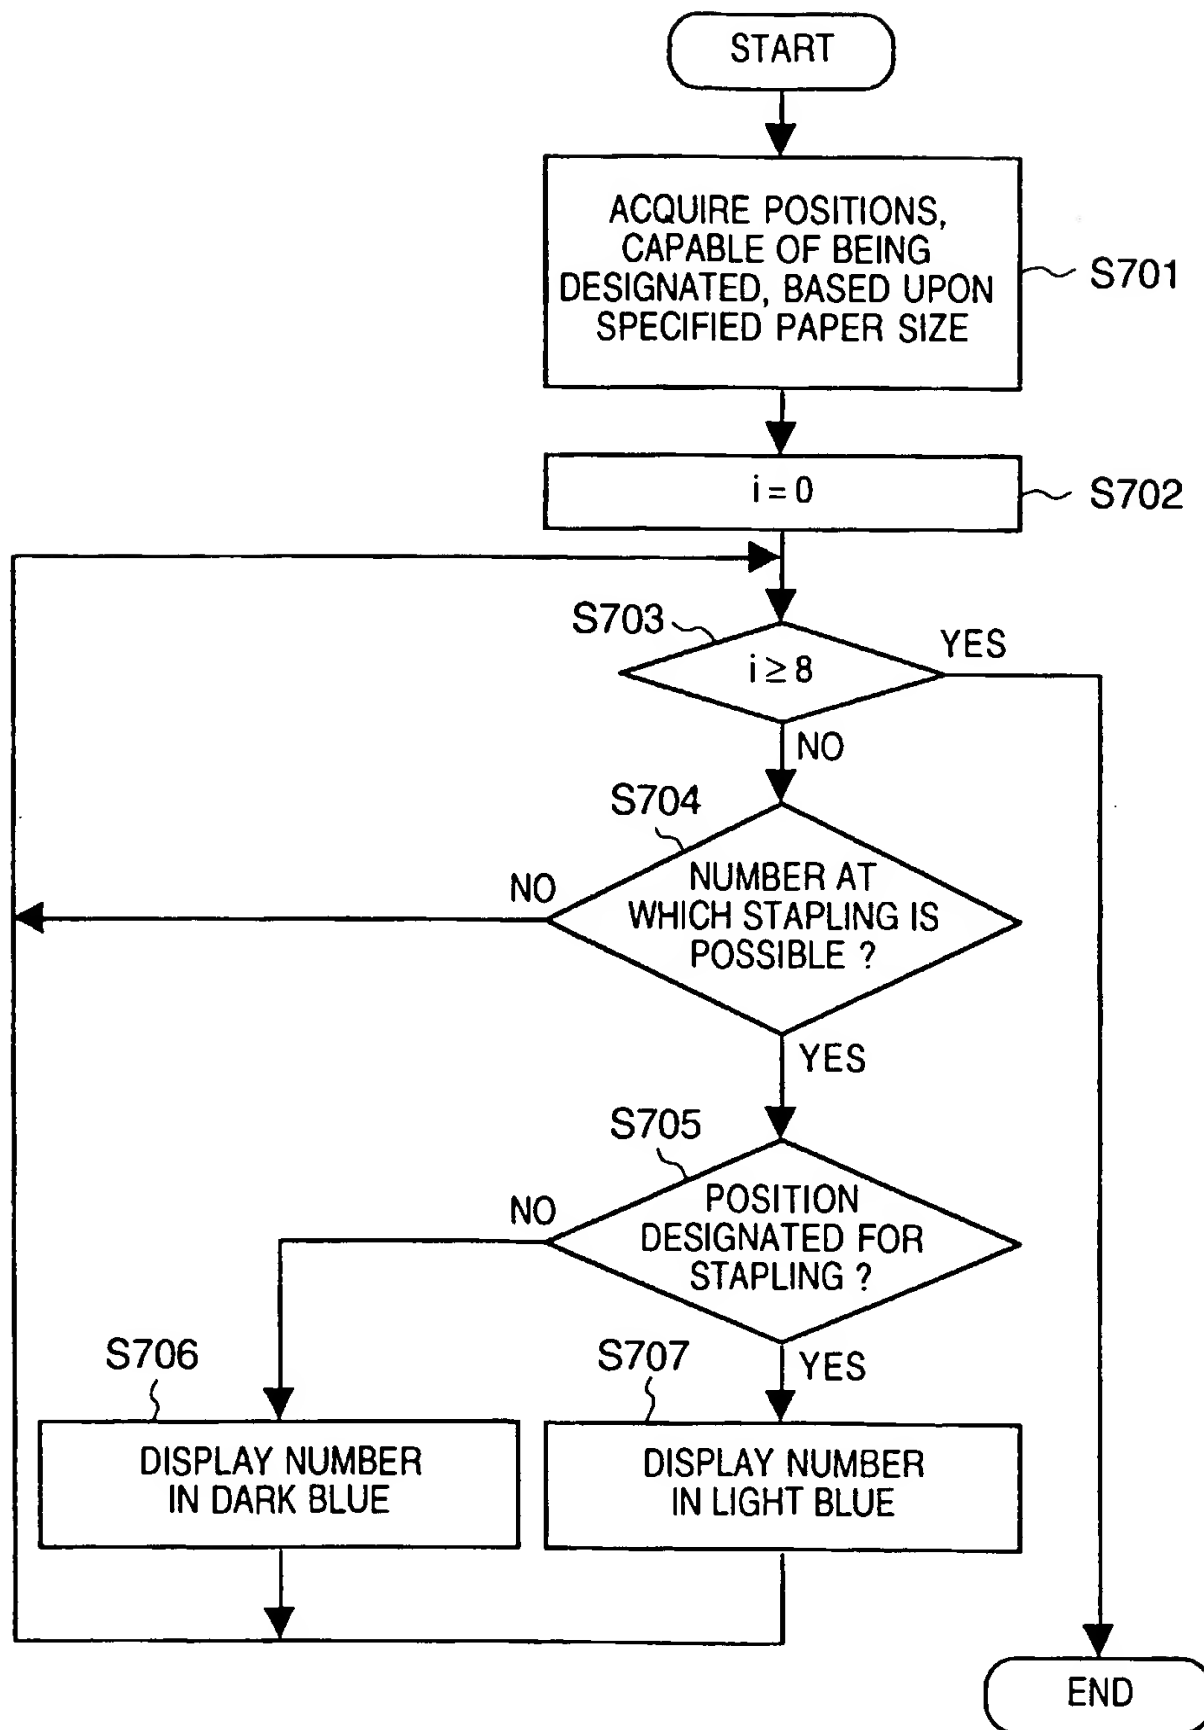 START
ACQUIRE POSITIONS,
CAPABLE OF BEING
DESIGNATED, BASED UPON
SPECIFIED PAPER SIZE
S701
i = 0
S702
S703
i ≥ 8
YES
NO
S704
NUMBER AT
WHICH STAPLING IS
POSSIBLE ?
NO
YES
S705
POSITION
DESIGNATED FOR
STAPLING ?
NO
YES
S706
DISPLAY NUMBER
IN DARK BLUE
S707
DISPLAY NUMBER
IN LIGHT BLUE
END